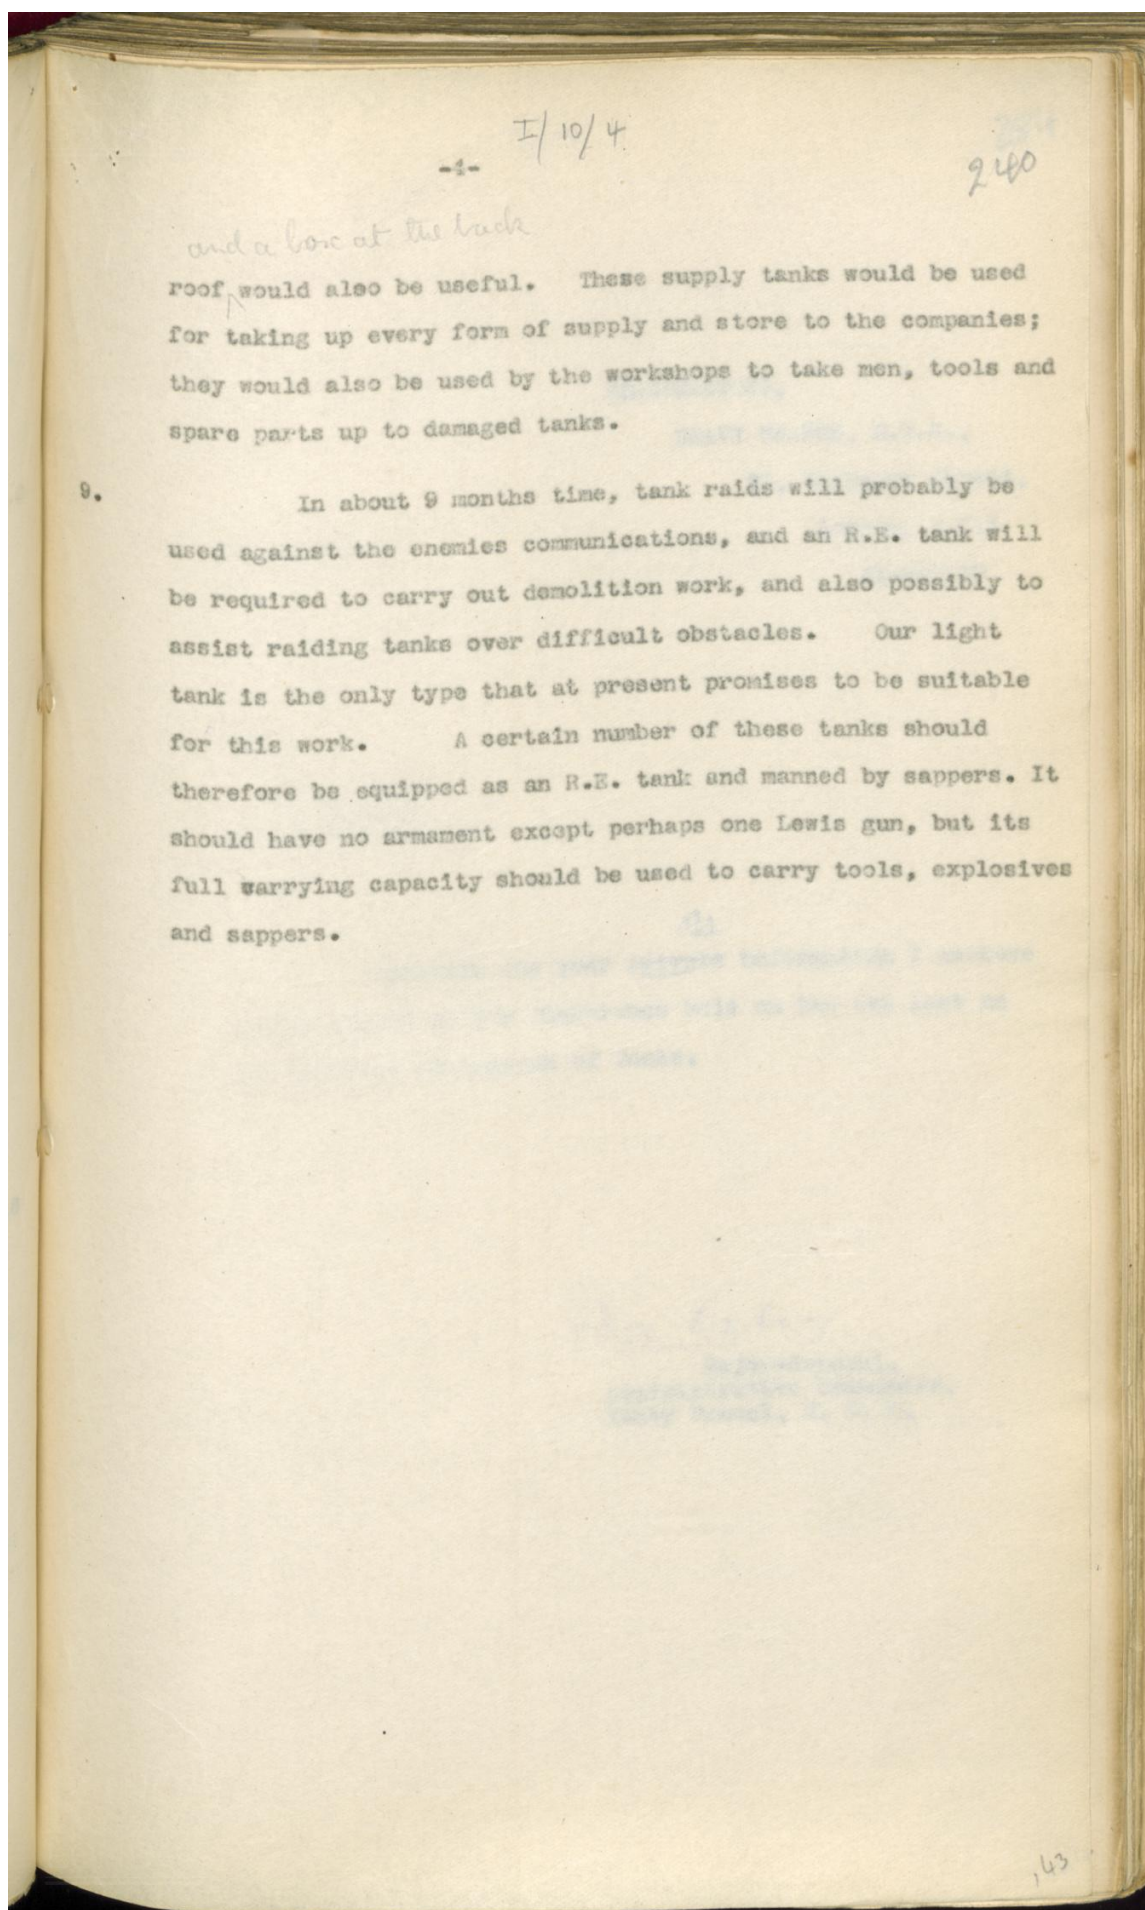 I/10/4
-4-
240
and a box at the back
roof would also be useful. These supply tanks would be used
for taking up every form of supply and store to the companies;
they would also be used by the workshops to take men, tools and
spare parts up to damaged tanks.
9.
In about 9 months time, tank raids will probably be
used against the enemies communications, and an R.E. tank will
be required to carry out demolition work, and also possibly to
assist raiding tanks over difficult obstacles. Our light
tank is the only type that at present promises to be suitable
for this work. A certain number of these tanks should
therefore be equipped as an R.E. tank and manned by sappers. It
should have no armament except perhaps one Lewis gun, but its
full warrying capacity should be used to carry tools, explosives
and sappers.
43